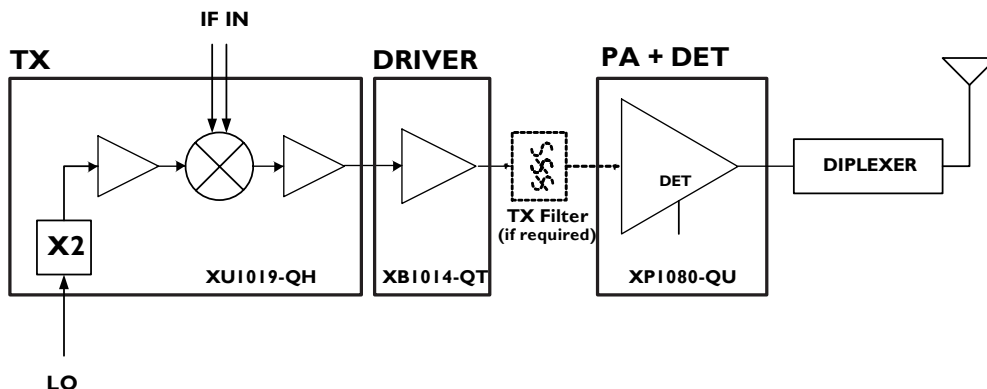 IF IN
TX
DRIVER
PA + DET
DIPLEXER
DET
X2
TX Filter
(if required)
XU1019-QH
XB1014-QT
XP1080-QU
LO